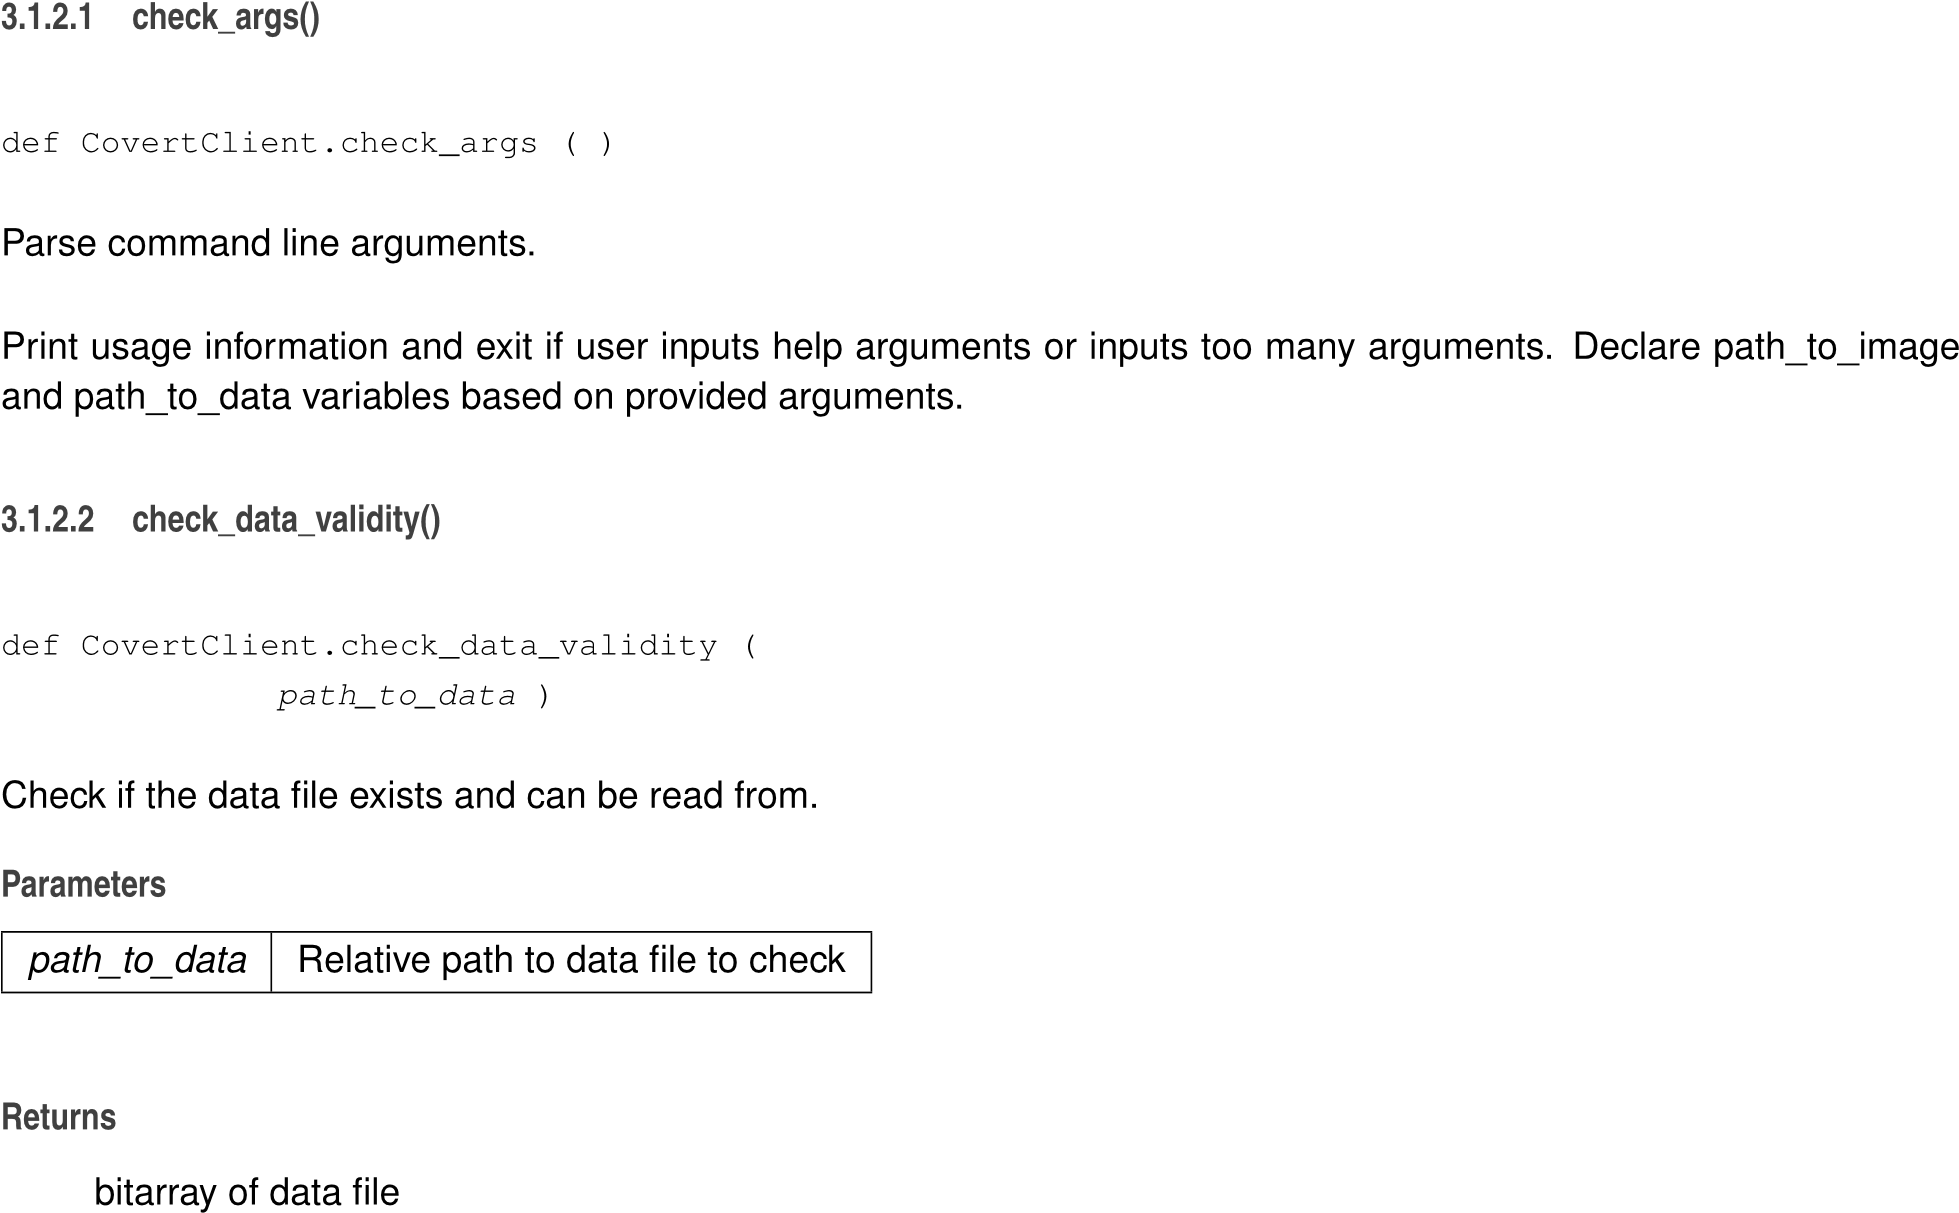 3.1.2.1 check_args()
def CovertClient.check_args ( )
Parse command line arguments.
Print usage information and exit if user inputs help arguments or inputs too many arguments. Declare path_to_image
and path_to_data variables based on provided arguments.
3.1.2.2 check_data_validity()
def CovertClient.check_data_validity (
path_to_data )
Check if the data file exists and can be read from.
Parameters
path_to_data Relative path to data file to check
Returns
bitarray of data file